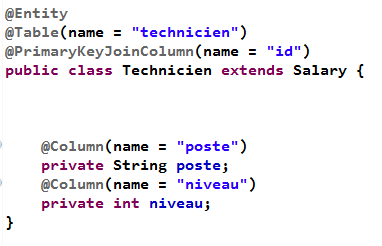 @Entity
@Table(name = "technicien")
@PrimaryKeyJoinColumn(name = "id")
public class Technicien extends Salary {
@Column(name = "poste")
private String poste;
@Column(name = "niveau")
private int niveau;
}